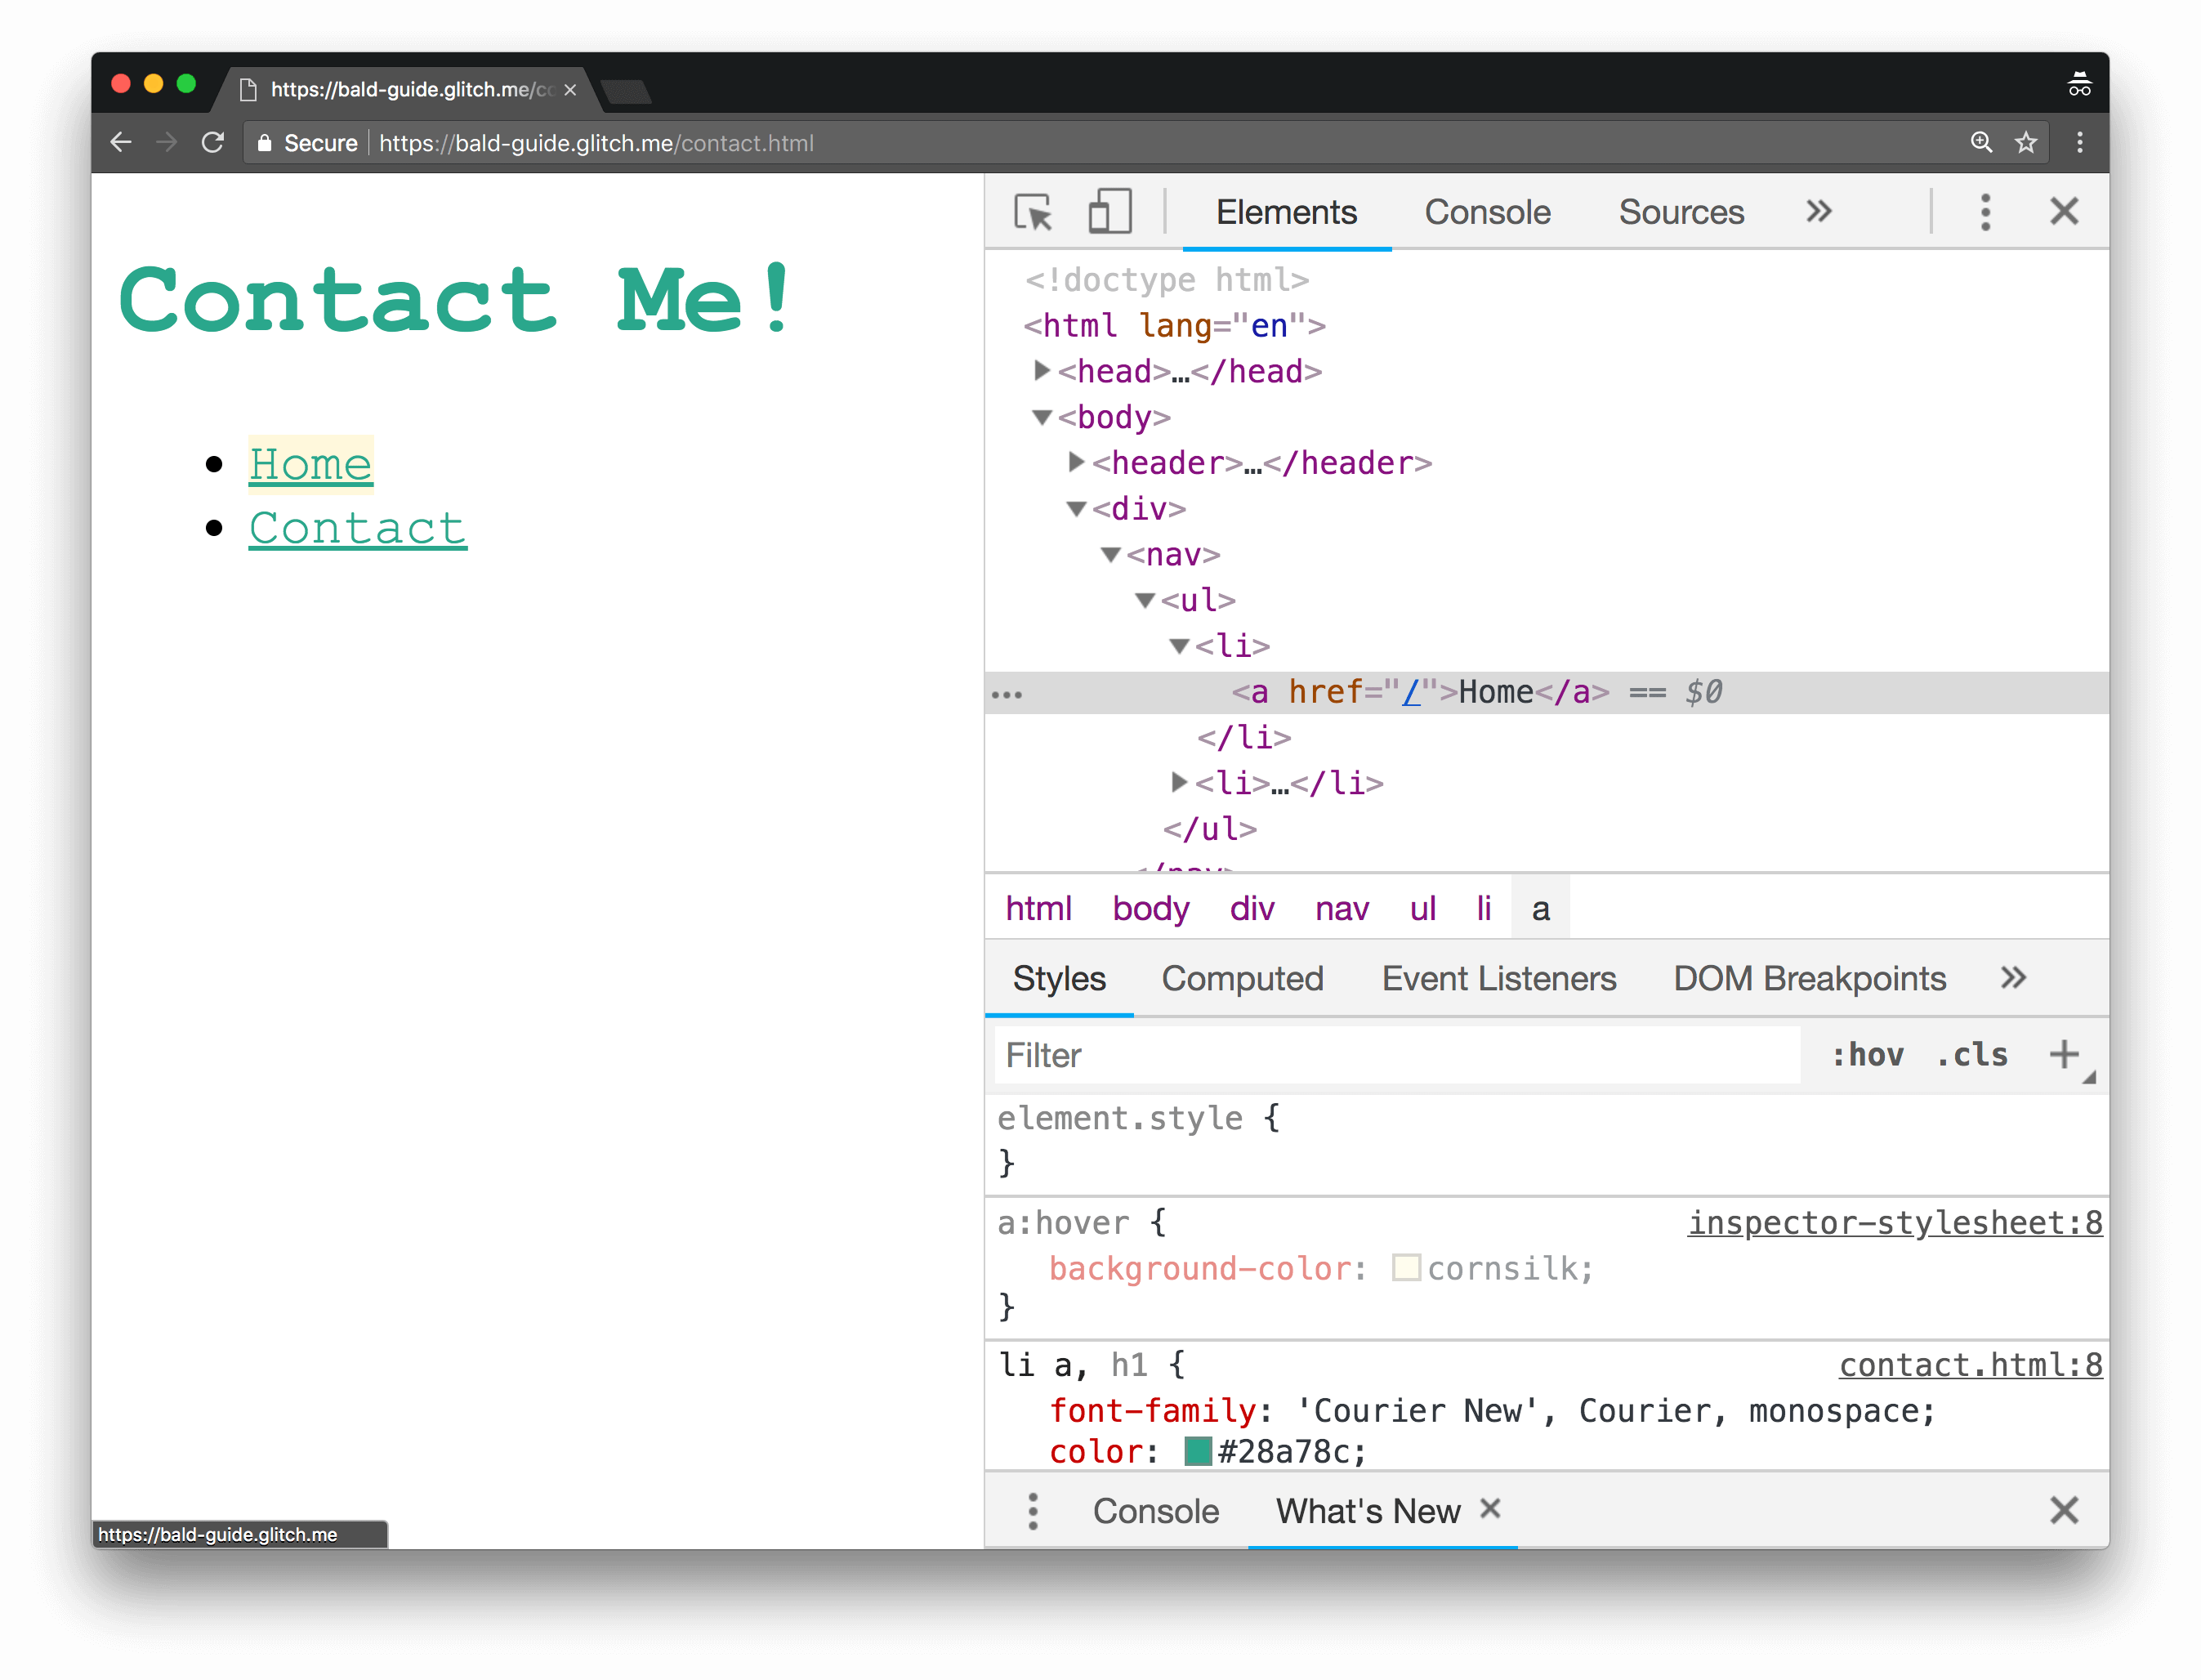 https://bald-guide.glitch.me/co
Secure https://bald-guide.glitch.me/contact.html
Contact Me!
Home
Contact
https://bald-guide.glitch.me
Elements Console Sources »
<!doctype html>
<html lang="en">
<head>…</head>
<body>
<header>…</header>
<div>
<nav>
<ul>
<li>
… <a href="/">Home</a> == $0
</li>
<li>…</li>
</ul>
</nav>
html body div nav ul li a
Styles Computed Event Listeners DOM Breakpoints »
Filter :hov .cls +
element.style {
}
a:hover { inspector-stylesheet:8
background-color: cornsilk;
}
li a, h1 { contact.html:8
font-family: 'Courier New', Courier, monospace;
color: #28a78c;
Console What's New